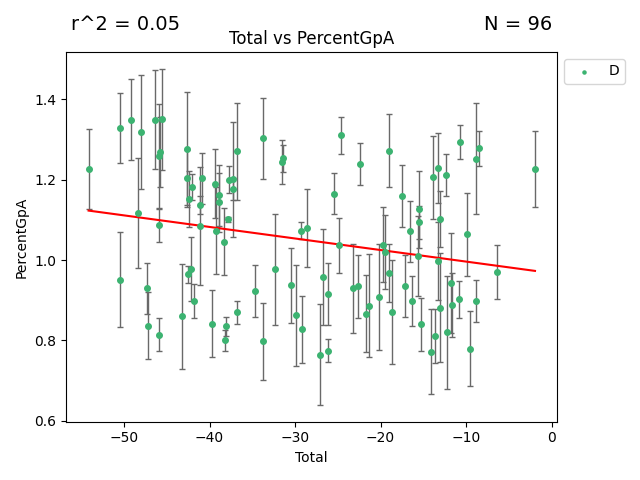 r^2 = 0.05
N = 96
Total vs PercentGpA
D
PercentGpA
1.4
1.2
1.0
0.8
0.6
−50
−40
−30
−20
−10
0
Total